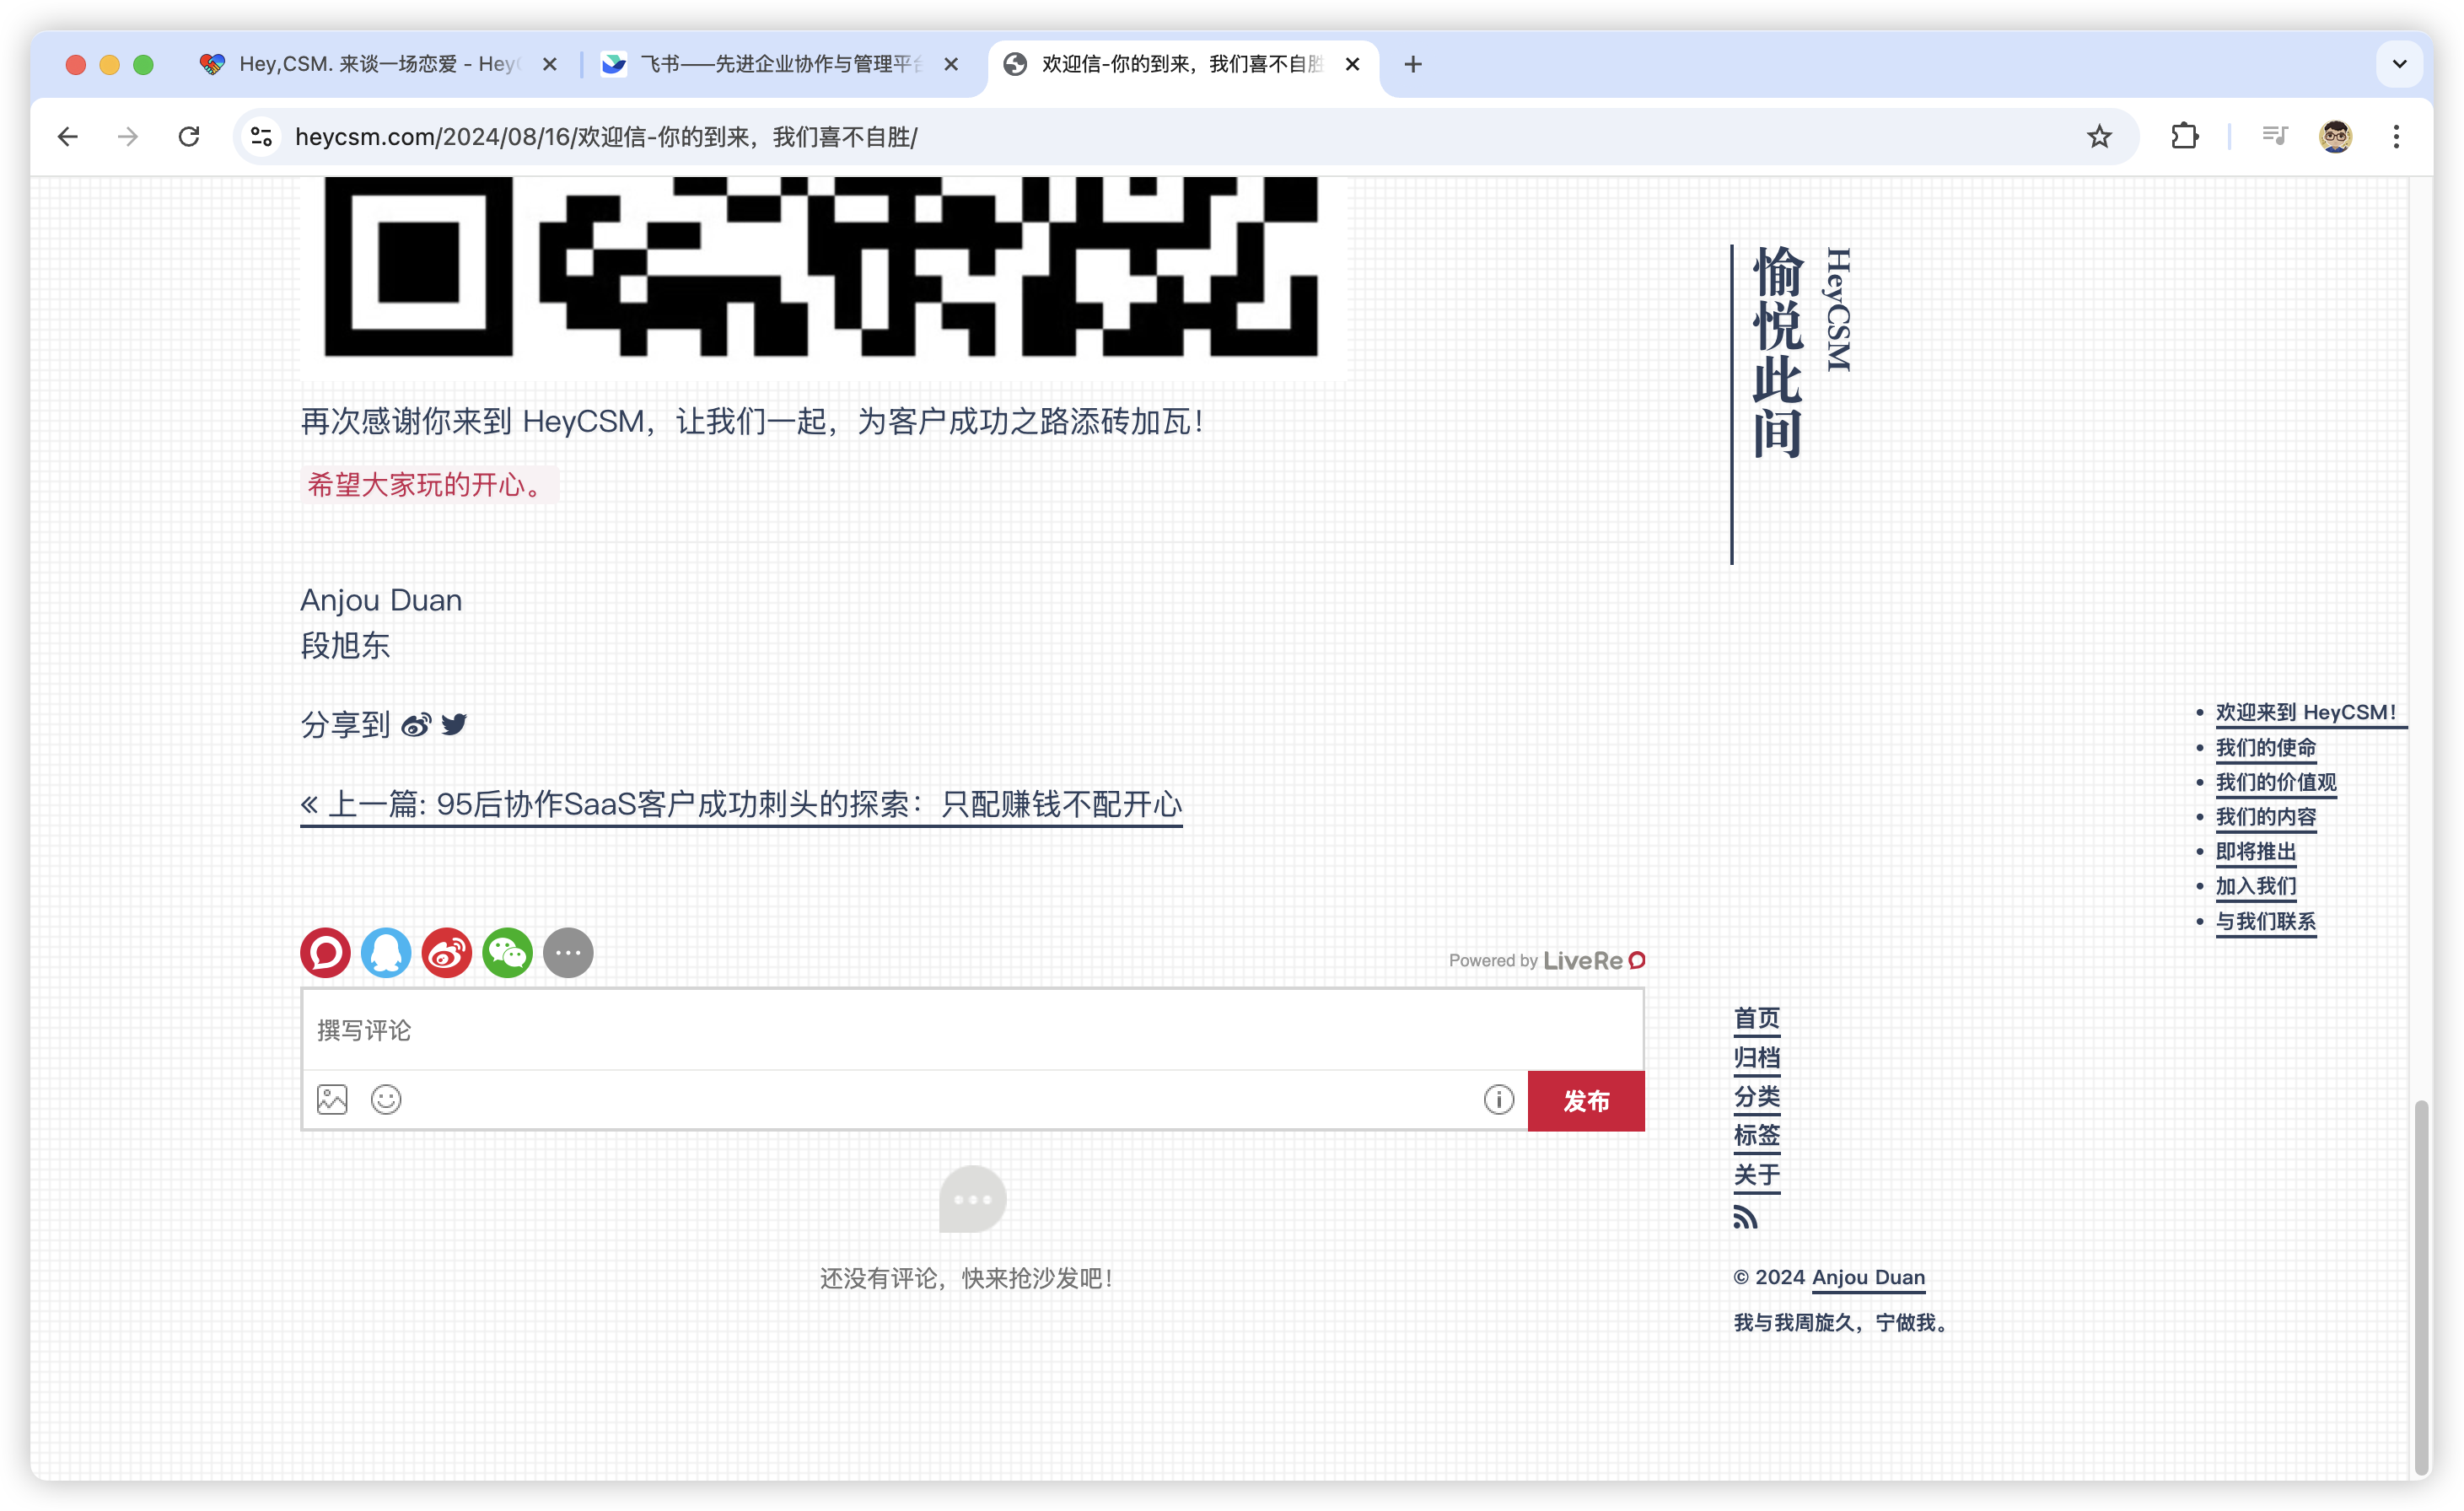 Hey,CSM. 来谈一场恋爱 - Hey
飞书——先进企业协作与管理平台
欢迎信-你的到来，我们喜不自胜
heycsm.com/2024/08/16/欢迎信-你的到来，我们喜不自胜/
再次感谢你来到 HeyCSM，让我们一起，为客户成功之路添砖加瓦！
希望大家玩的开心。
Anjou Duan
段旭东
分享到
« 上一篇: 95后协作SaaS客户成功刺头的探索：只配赚钱不配开心
Powered by LiveRe
撰写评论
发布
还没有评论，快来抢沙发吧！
HeyCSM
愉悦此间
首页
归档
分类
标签
关于
© 2024 Anjou Duan
我与我周旋久，宁做我。
欢迎来到 HeyCSM！
我们的使命
我们的价值观
我们的内容
即将推出
加入我们
与我们联系